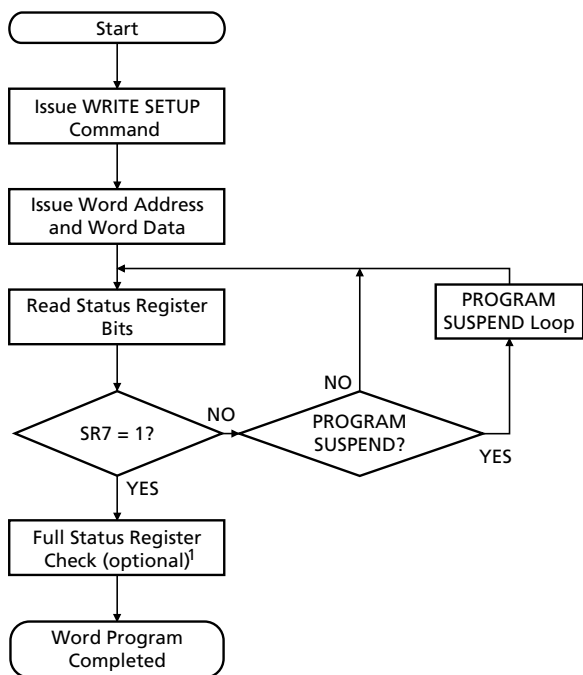 Start
Issue WRITE SETUP
Command
Issue Word Address
and Word Data
Read Status Register
Bits
PROGRAM
SUSPEND Loop
NO
SR7 = 1?
NO
PROGRAM
SUSPEND?
YES
YES
Full Status Register
Check (optional)1
Word Program
Completed